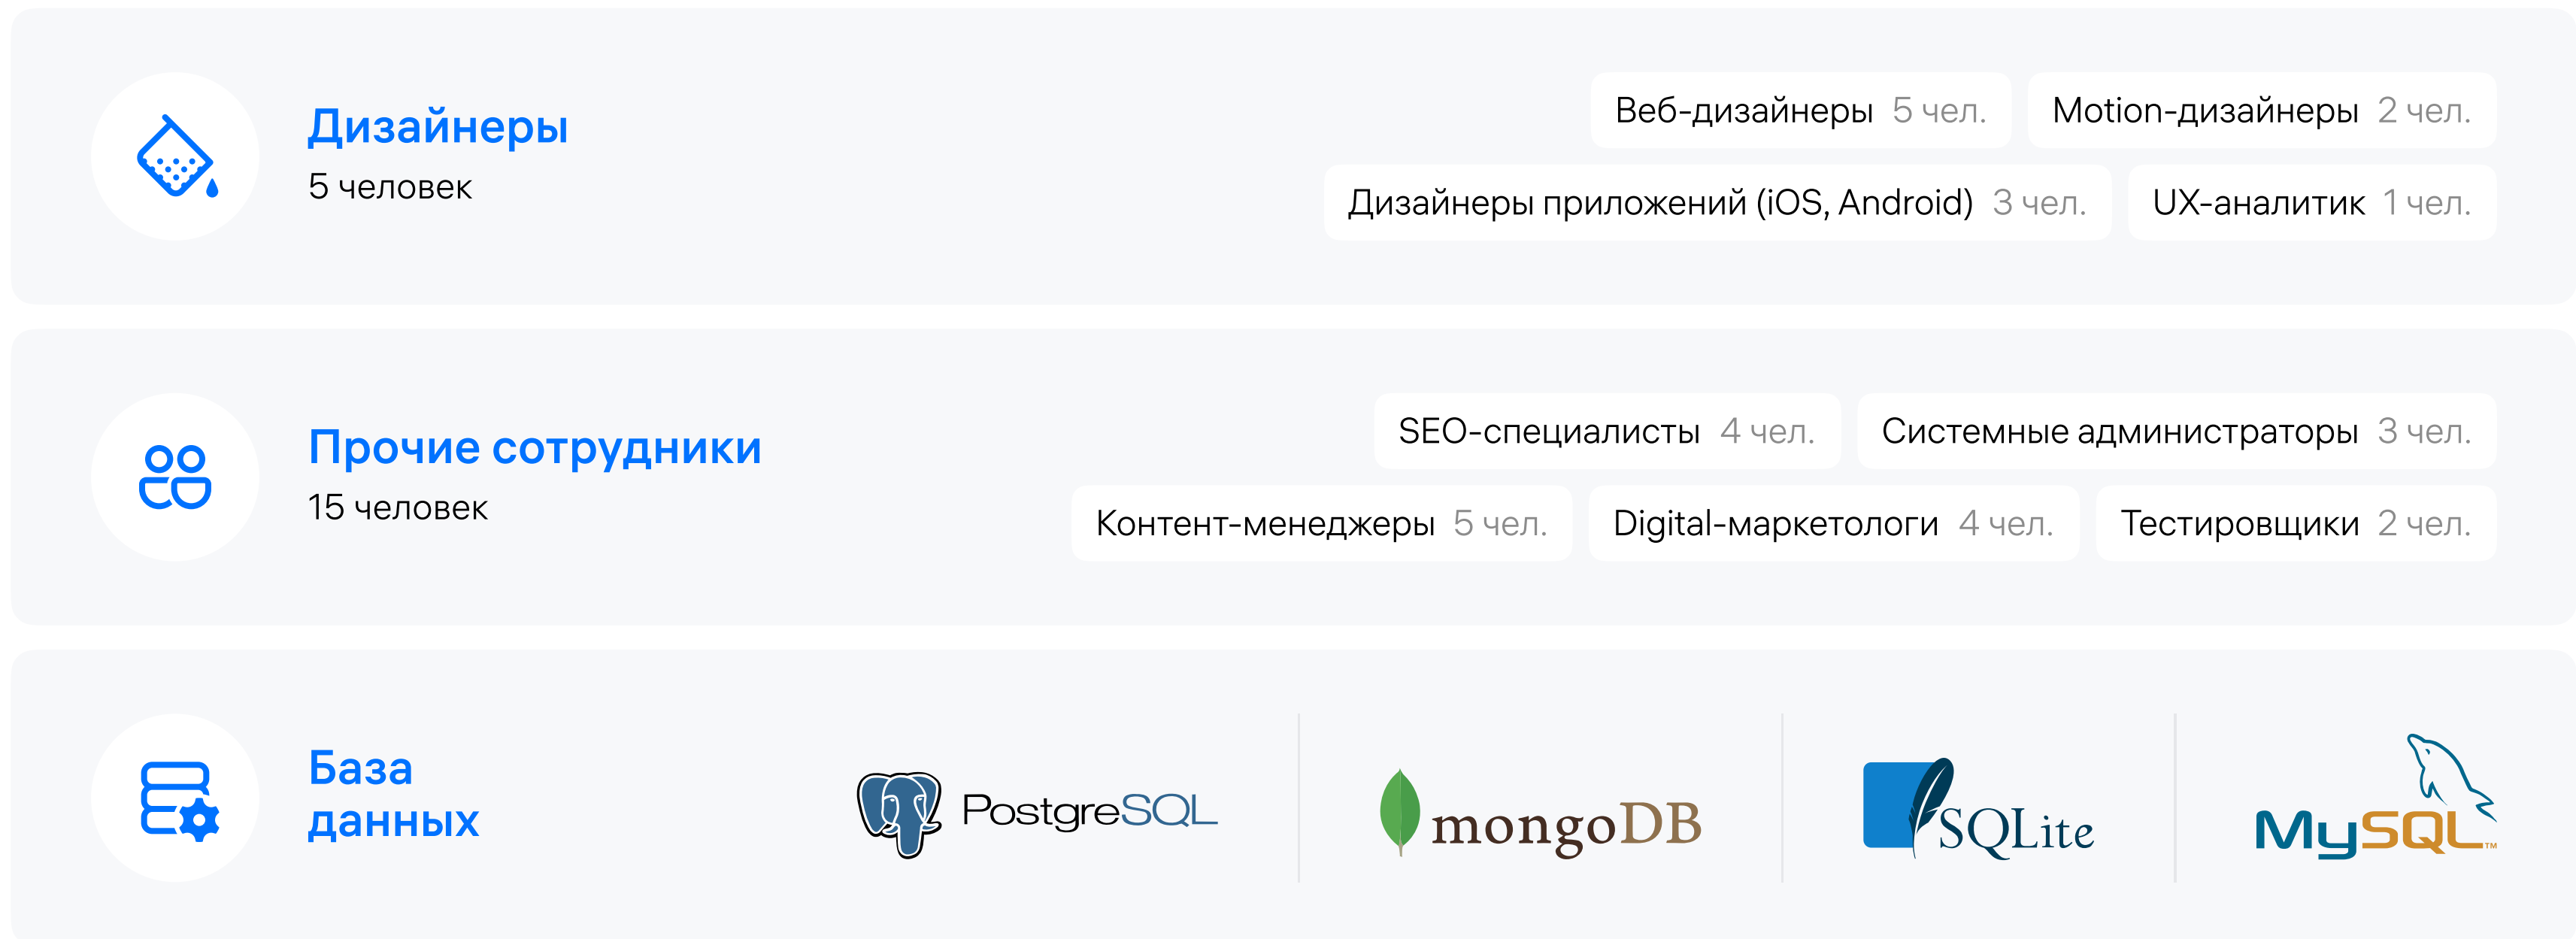 Дизайнеры
5 человек
Веб-дизайнеры 5 чел.
Motion-дизайнеры 2 чел.
Дизайнеры приложений (iOS, Android) 3 чел.
UX-аналитик 1 чел.
Прочие сотрудники
15 человек
SEO-специалисты 4 чел.
Системные администраторы 3 чел.
Контент-менеджеры 5 чел.
Digital-маркетологи 4 чел.
Тестировщики 2 чел.
База
данных
PostgreSQL
mongoDB
SQLite
MySQL™